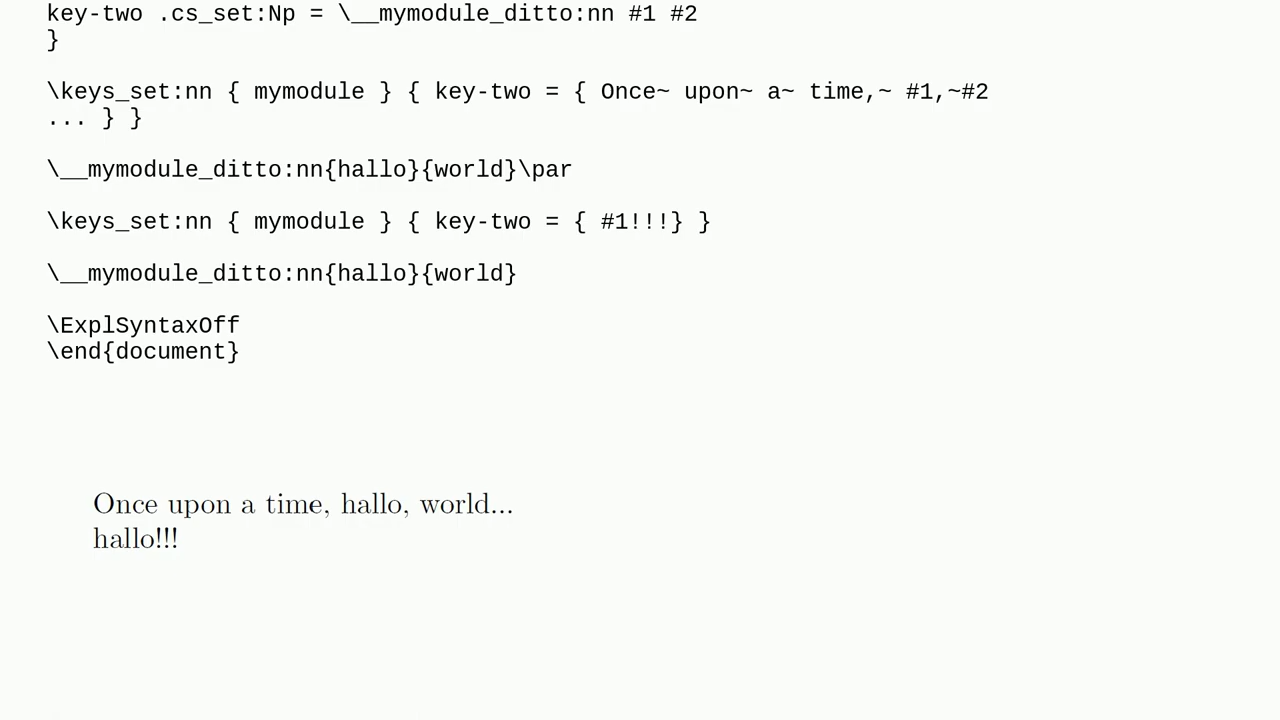 key-two .cs_set:Np = \__mymodule_ditto:nn #1 #2
}
\keys_set:nn { mymodule } { key-two = { Once~ upon~ a~ time,~ #1,~#2
... } }
\__mymodule_ditto:nn{hallo}{world}\par
\keys_set:nn { mymodule } { key-two = { #1!!!} }
\__mymodule_ditto:nn{hallo}{world}
\ExplSyntaxOff
\end{document}
Once upon a time, hallo, world...
hallo!!!